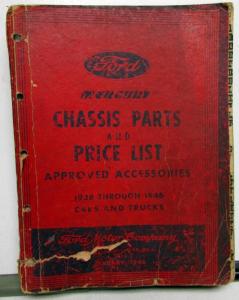 Ford
MERCURY
CHASSIS PARTS
AND
PRICE LIST
APPROVED ACCESSORIES
1928 THROUGH 1946
CARS AND TRUCKS
Ford Motor Company